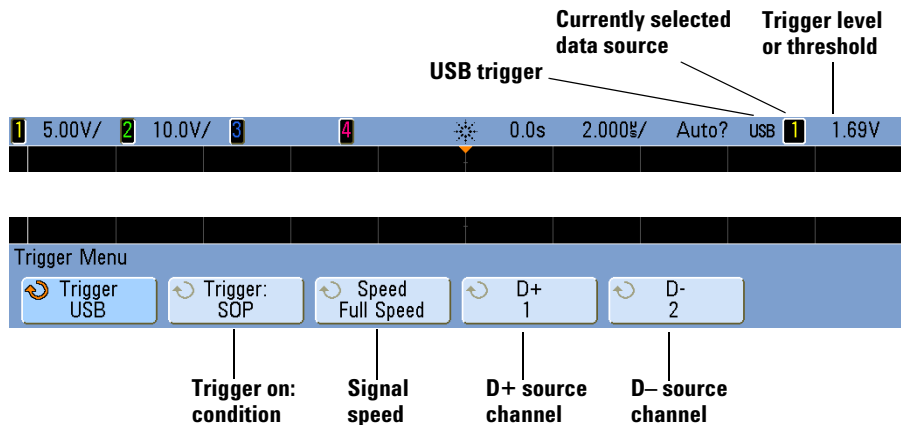 Currently selected
data source
Trigger level
or threshold
USB trigger
1 5.00V/ 2 10.0V/ 3 4 0.0s 2.000µs/ Auto? USB 1 1.69V
Trigger Menu
Trigger
USB
Trigger:
SOP
Speed
Full Speed
D+
1
D-
2
Trigger on:
condition
Signal
speed
D+ source
channel
D– source
channel